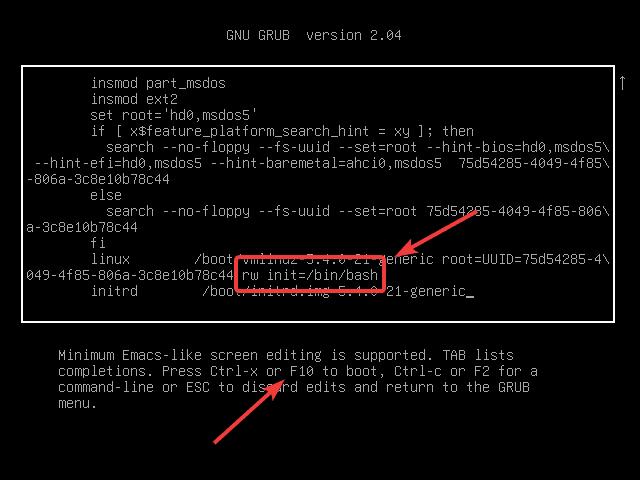 GNU GRUB version 2.04
insmod part_msdos
insmod ext2
set root='hd0,msdos5'
if [ x$feature_platform_search_hint = xy ]; then
search --no-floppy --fs-uuid --set=root --hint-bios=hd0,msdos5\
--hint-efi=hd0,msdos5 --hint-baremetal=ahci0,msdos5 75d54285-4049-4f85\
-806a-3c8e10b78c44
else
search --no-floppy --fs-uuid --set=root 75d54285-4049-4f85-806\
a-3c8e10b78c44
fi
linux /boot/vmlinuz-5.4.0-21-generic root=UUID=75d54285-4\
049-4f85-806a-3c8e10b78c44 rw init=/bin/bash
initrd /boot/initrd.img-5.4.0-21-generic_
Minimum Emacs-like screen editing is supported. TAB lists
completions. Press Ctrl-x or F10 to boot, Ctrl-c or F2 for a
command-line or ESC to discard edits and return to the GRUB
menu.